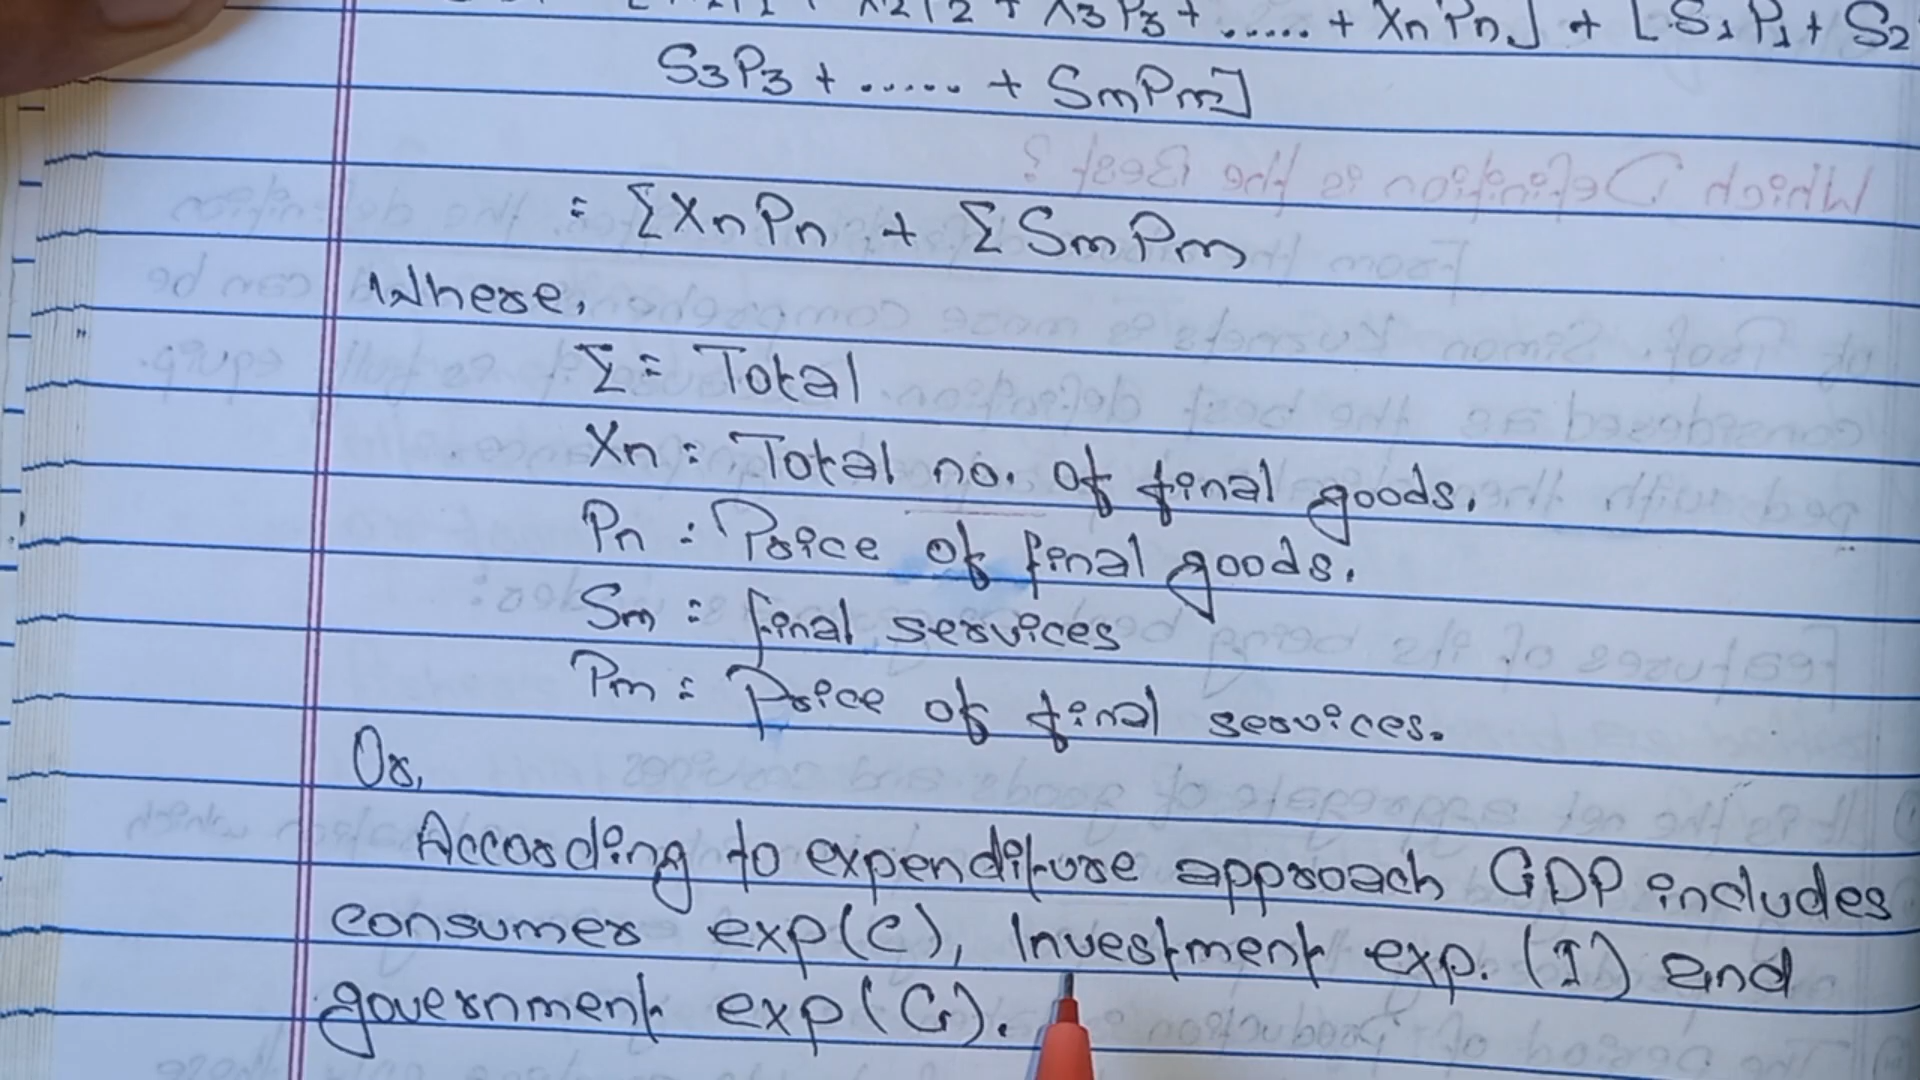 X3P3 + ..... + XnPn] + [S1P1 + S2
S3P3 + ..... + SmPm]
= ΣXnPn + ΣSmPm
Where,
Σ = Total
Xn = Total no. of final goods.
Pn = Price of final goods.
Sm = final services
Pm = Price of final services.
Or,
According to expenditure approach GDP includes
consumer exp(C), Investment exp. (I) and
government exp(G).